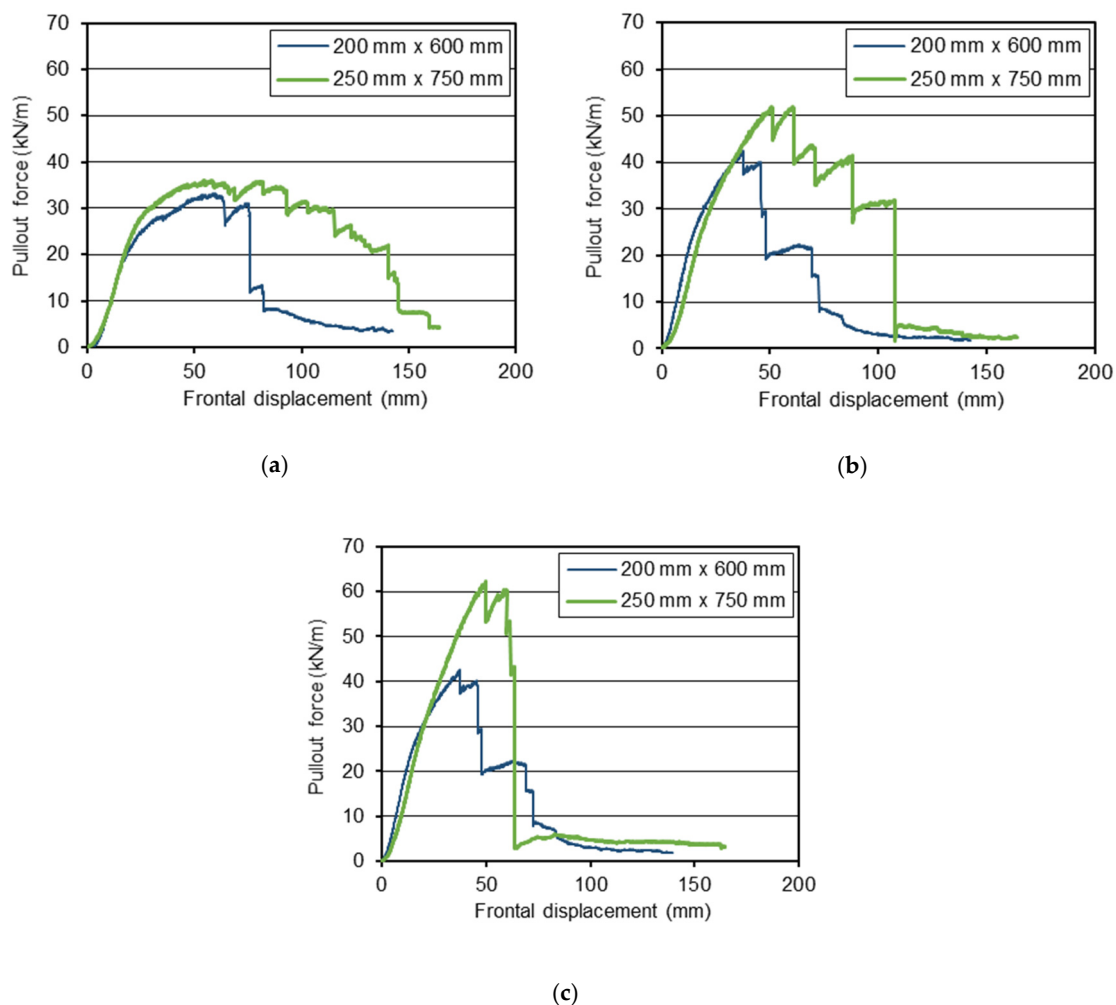 70
60
50
40
30
20
10
0
Pullout force (kN/m)
200 mm x 600 mm
250 mm x 750 mm
0 50 100 150 200
Frontal displacement (mm)
(a)
70
60
50
40
30
20
10
0
Pullout force (kN/m)
200 mm x 600 mm
250 mm x 750 mm
0 50 100 150 200
Frontal displacement (mm)
(b)
70
60
50
40
30
20
10
0
Pullout force (kN/m)
200 mm x 600 mm
250 mm x 750 mm
0 50 100 150 200
Frontal displacement (mm)
(c)